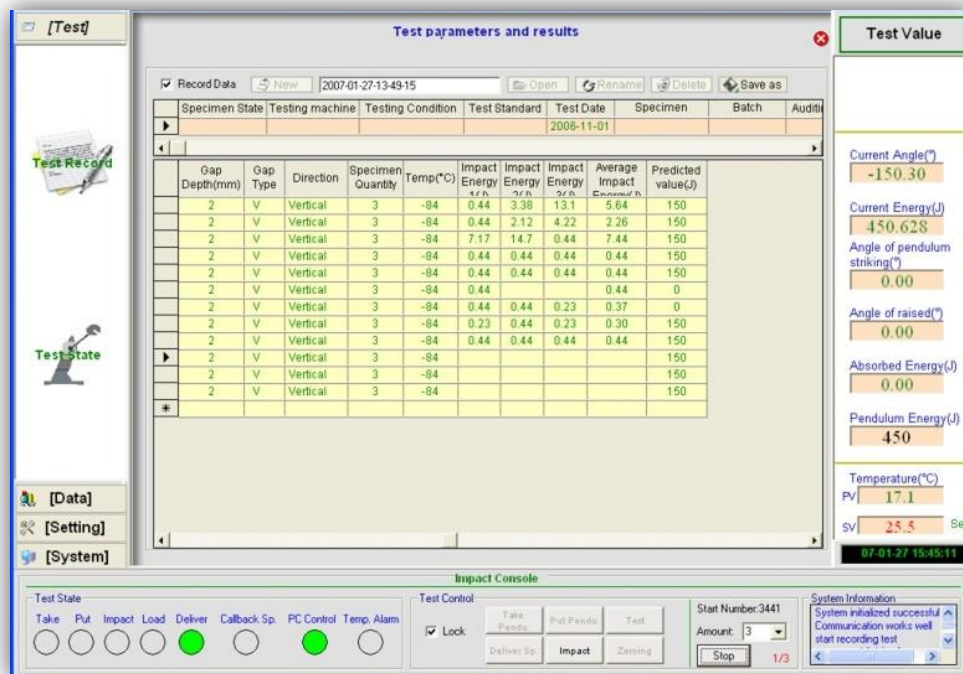 [Test]
Test parameters and results
Test Value
Record Data New 2007-01-27-13-49-15 Open Rename Delete Save as
Specimen State Testing machine Testing Condition Test Standard Test Date Specimen Batch Auditi
2006-11-01
Test Record
Gap Depth(mm) Gap Type Direction Specimen Quantity Temp(°C) Impact Energy Impact Energy Impact Energy Average Impact Predicted value(J)
2 V Vertical 3 -84 0.44 3.38 13.1 5.64 150
2 V Vertical 3 -84 0.44 2.12 4.22 2.26 150
2 V Vertical 3 -84 7.17 14.7 0.44 7.44 150
2 V Vertical 3 -84 0.44 0.44 0.44 0.44 150
2 V Vertical 3 -84 0.44 0.44 0.44 0.44 150
2 V Vertical 3 -84 0.44 0.44 0
2 V Vertical 3 -84 0.44 0.44 0.23 0.37 0
2 V Vertical 3 -84 0.23 0.44 0.23 0.30 150
2 V Vertical 3 -84 0.44 0.44 0.44 0.44 150
2 V Vertical 3 -84 150
2 V Vertical 3 -84 150
2 V Vertical 3 -84 150
Test State
[Data]
[Setting]
[System]
Current Angle(°)
-150.30
Current Energy(J)
450.628
Angle of pendulum
striking(°)
0.00
Angle of raised(°)
0.00
Absorbed Energy(J)
0.00
Pendulum Energy(J)
450
Temperature(°C)
PV 17.1
SV 25.5 Se
07-01-27 15:45:11
Impact Console
Test State
Take Put Impact Load Deliver Callback Sp. PC Control Temp. Alarm
Test Control
Lock
Take Pendu. Put Pendu Test
Deliver Sp. Impact Zeroing
Start Number:3441
Amount: 3
Stop 1/3
System Information
System initialized successful
Communication works well
start recording test